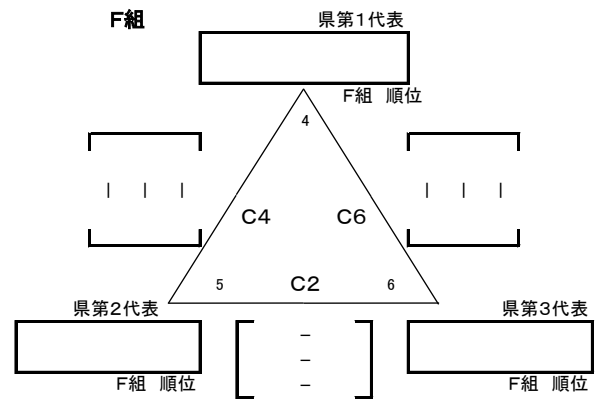 F組
県第1代表
F組 順位
4
| | |
| | |
C4
C6
5
C2
6
県第2代表
県第3代表
－
－
－
F組 順位
F組 順位